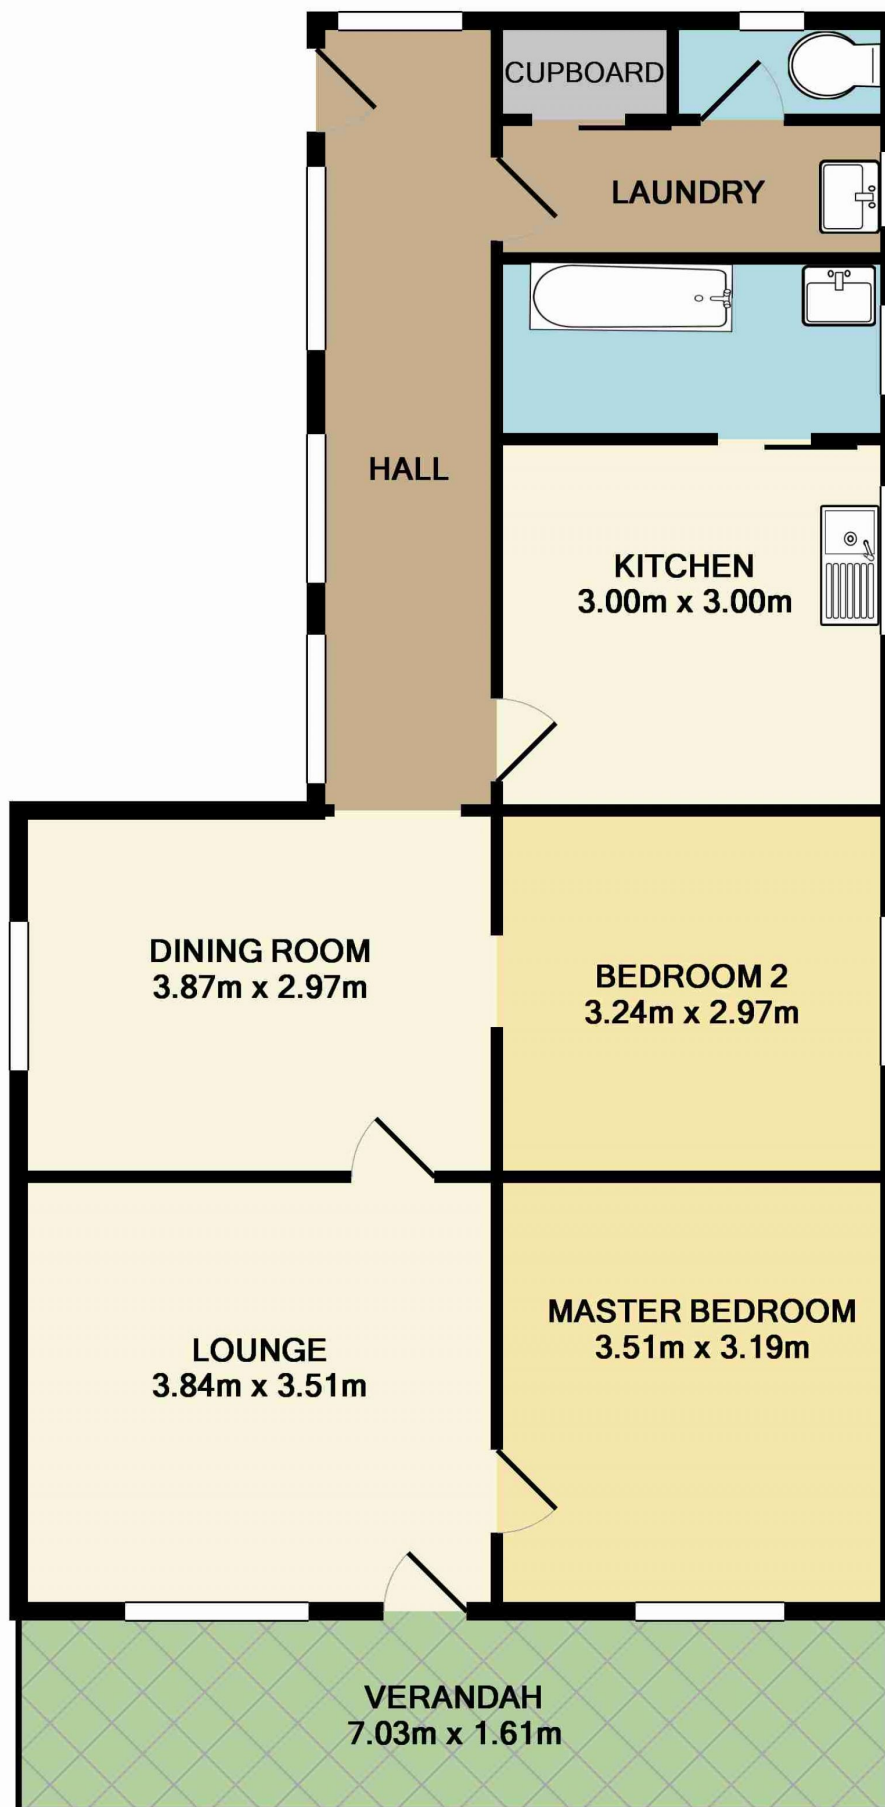 CUPBOARD
LAUNDRY
HALL
KITCHEN
3.00m x 3.00m
DINING ROOM
3.87m x 2.97m
BEDROOM 2
3.24m x 2.97m
MASTER BEDROOM
3.51m x 3.19m
LOUNGE
3.84m x 3.51m
VERANDAH
7.03m x 1.61m